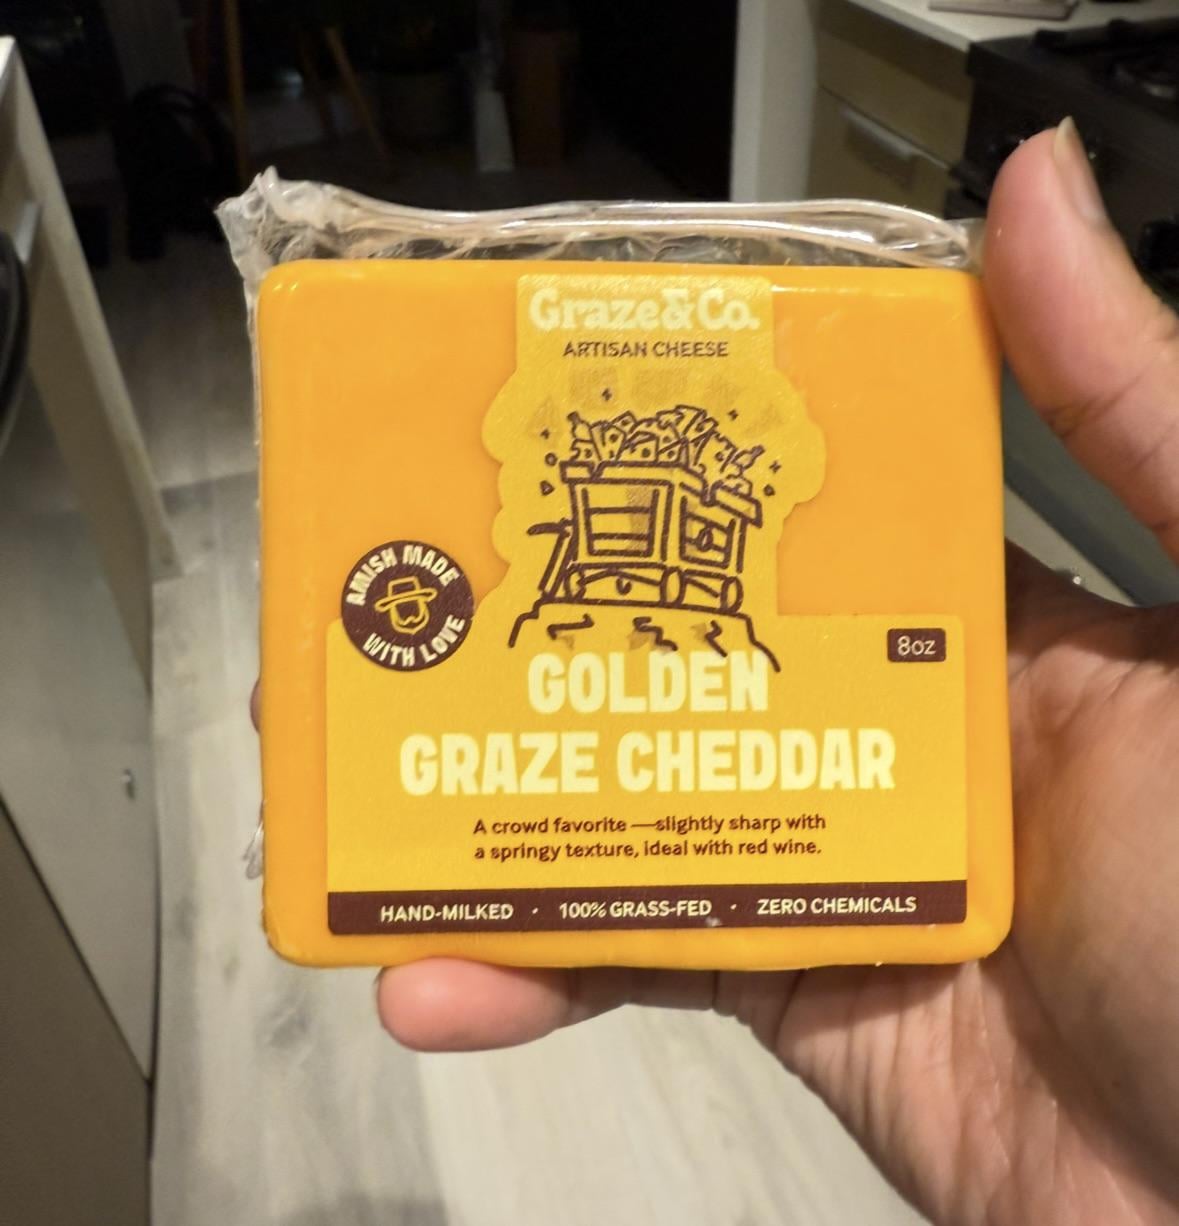 Graze&Co.
ARTISAN CHEESE
AMISH MADE
WITH LOVE
8oz
GOLDEN
GRAZE CHEDDAR
A crowd favorite —slightly sharp with
a springy texture, ideal with red wine.
HAND-MILKED · 100% GRASS-FED · ZERO CHEMICALS